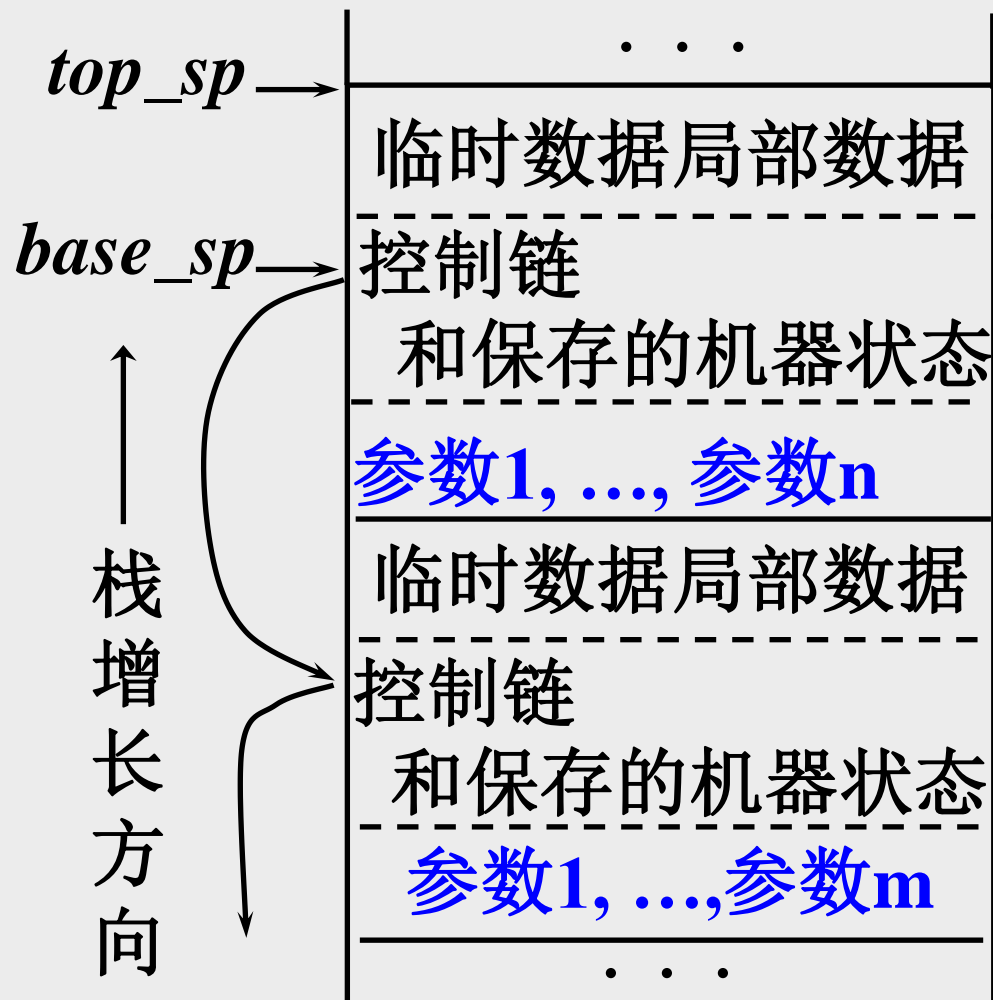 . . .
top_sp
临时数据局部数据
base_sp
控制链
和保存的机器状态
参数1, …, 参数n
临时数据局部数据
控制链
和保存的机器状态
参数1, …,参数m
. . .
栈
增
长
方
向